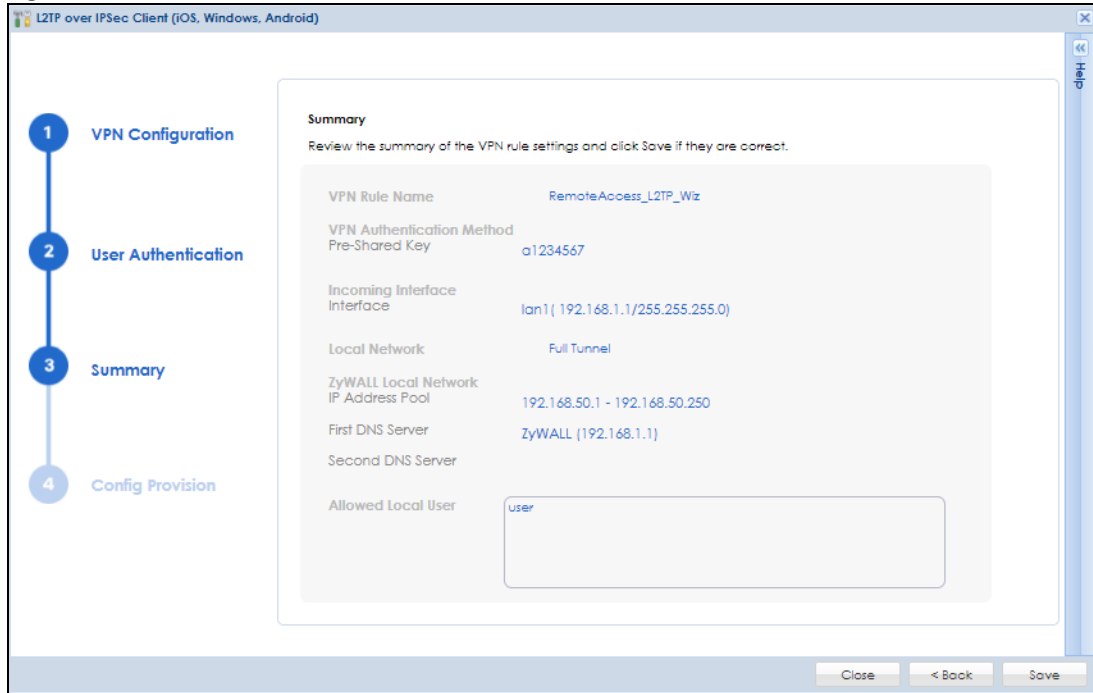 L2TP over IPSec Client (iOS, Windows, Android)
Help
1 VPN Configuration
2 User Authentication
3 Summary
4 Config Provision
Summary
Review the summary of the VPN rule settings and click Save if they are correct.
VPN Rule Name RemoteAccess_L2TP_Wiz
VPN Authentication Method
Pre-Shared Key a1234567
Incoming Interface
Interface lan1( 192.168.1.1/255.255.255.0)
Local Network Full Tunnel
ZyWALL Local Network
IP Address Pool 192.168.50.1 - 192.168.50.250
First DNS Server ZyWALL (192.168.1.1)
Second DNS Server
Allowed Local User user
Close < Back Save